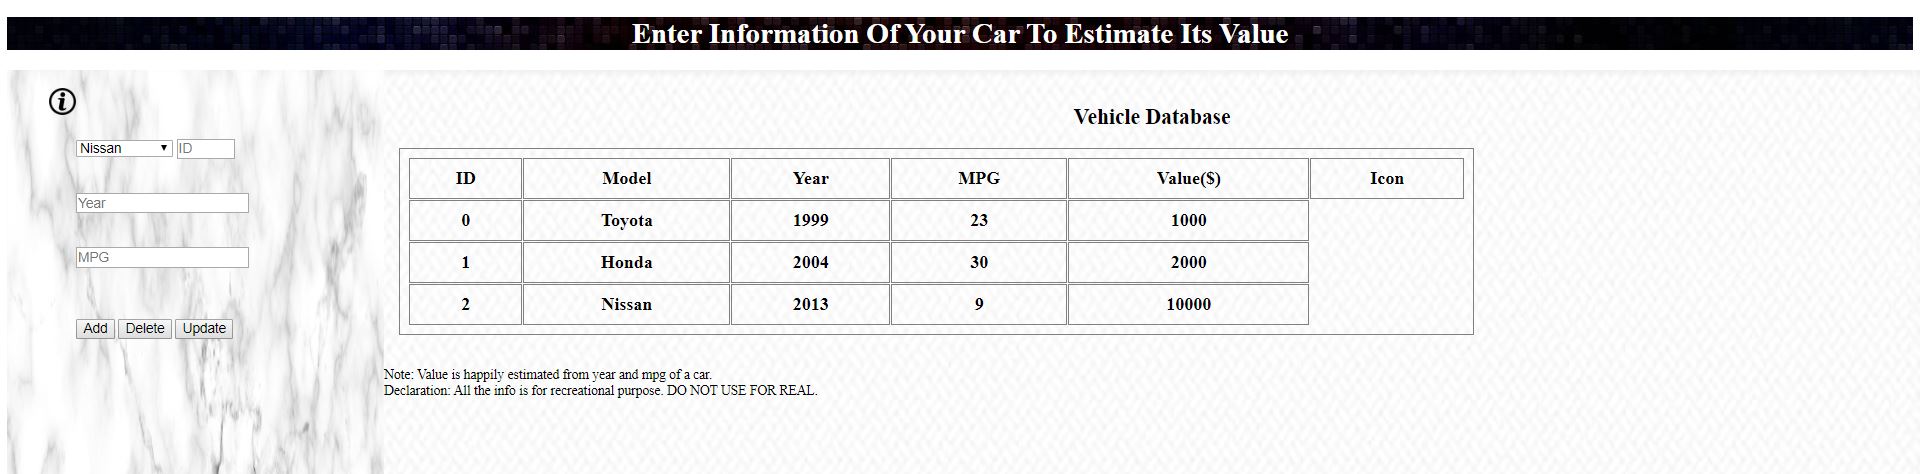 Enter Information Of Your Car To Estimate Its Value
i
Nissan ID
Year
MPG
Add Delete Update
Vehicle Database
ID Model Year MPG Value($) Icon
0 Toyota 1999 23 1000
1 Honda 2004 30 2000
2 Nissan 2013 9 10000
Note: Value is happily estimated from year and mpg of a car.
Declaration: All the info is for recreational purpose. DO NOT USE FOR REAL.